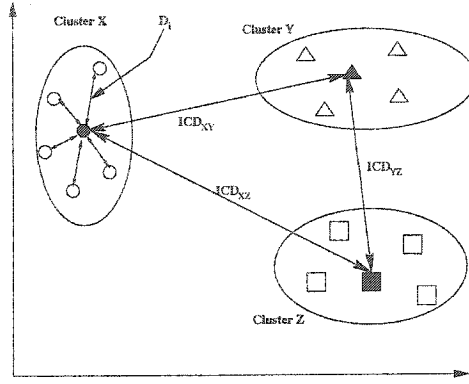 Cluster X
D_i
Cluster Y
ICD_XY
ICD_YZ
ICD_XZ
Cluster Z